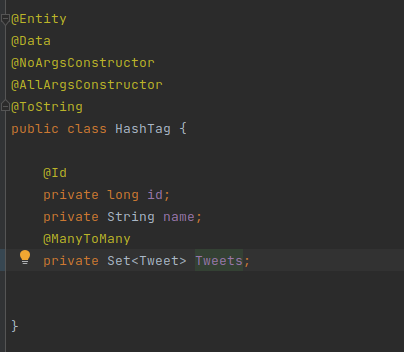 @Entity
@Data
@NoArgsConstructor
@AllArgsConstructor
@ToString
public class HashTag {
@Id
private long id;
private String name;
@ManyToMany
private Set<Tweet> Tweets;
}